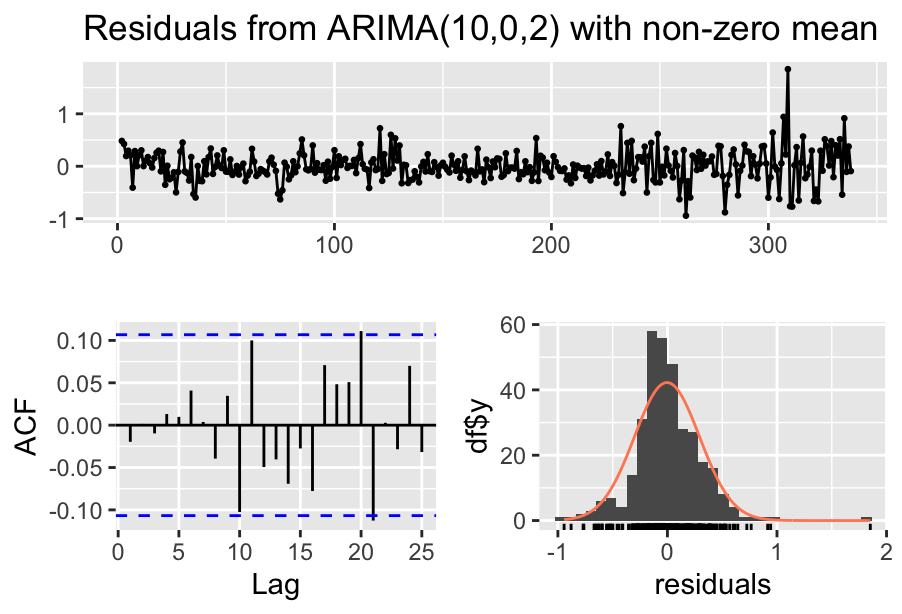 Residuals from ARIMA(10,0,2) with non-zero mean
1
0
-1
0 100 200 300
ACF
0.10
0.05
0.00
-0.05
-0.10
0 5 10 15 20 25
Lag
df$y
60
40
20
0
-1 0 1 2
residuals